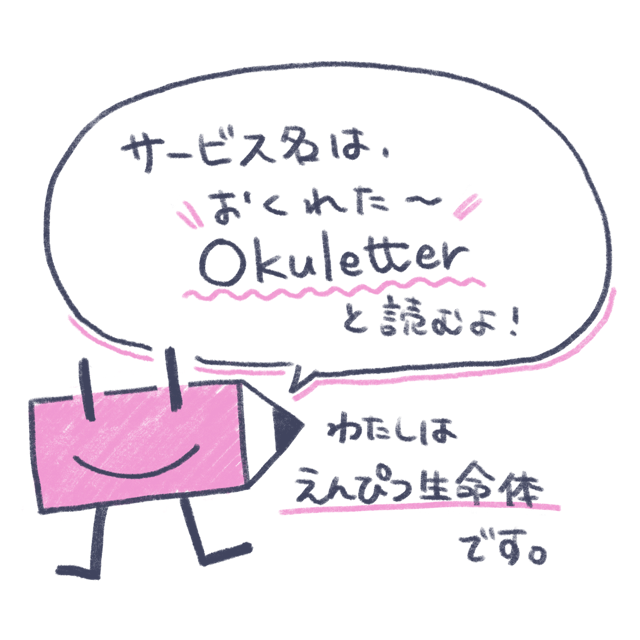 サービス名は、
おくれた〜
Okuletter
と読むよ！
わたしは
えんぴつ生命体
です。